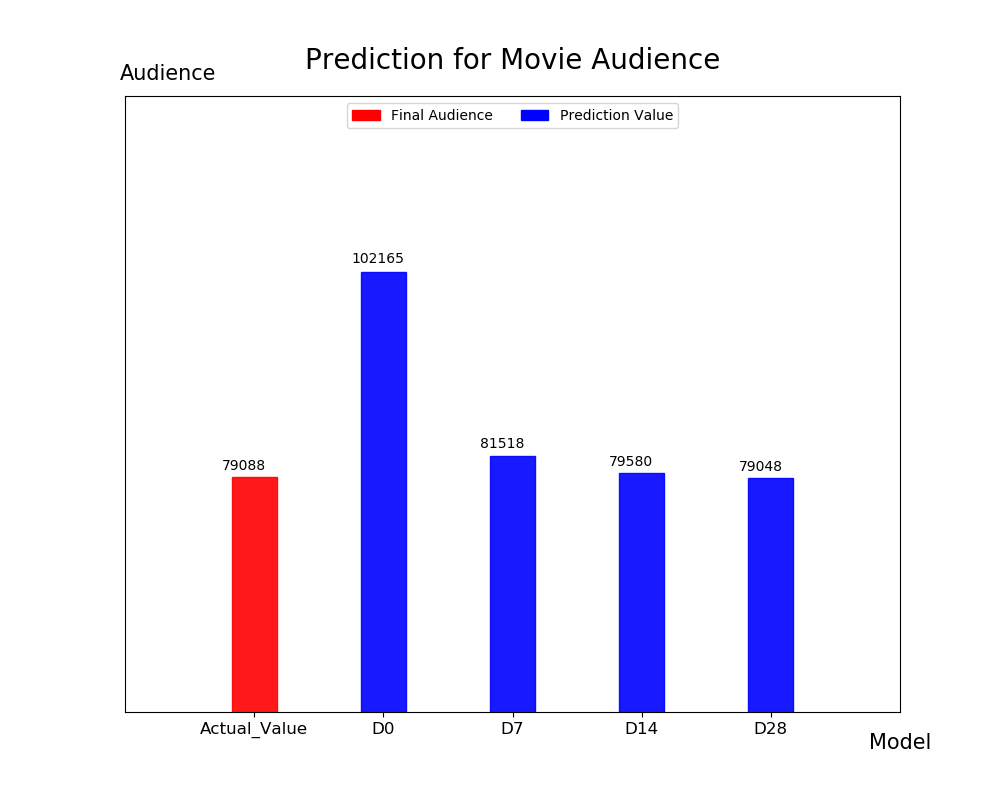 Prediction for Movie Audience
Audience
Final Audience
Prediction Value
102165
81518
79580
79088
79048
Actual_Value
D0
D7
D14
D28
Model